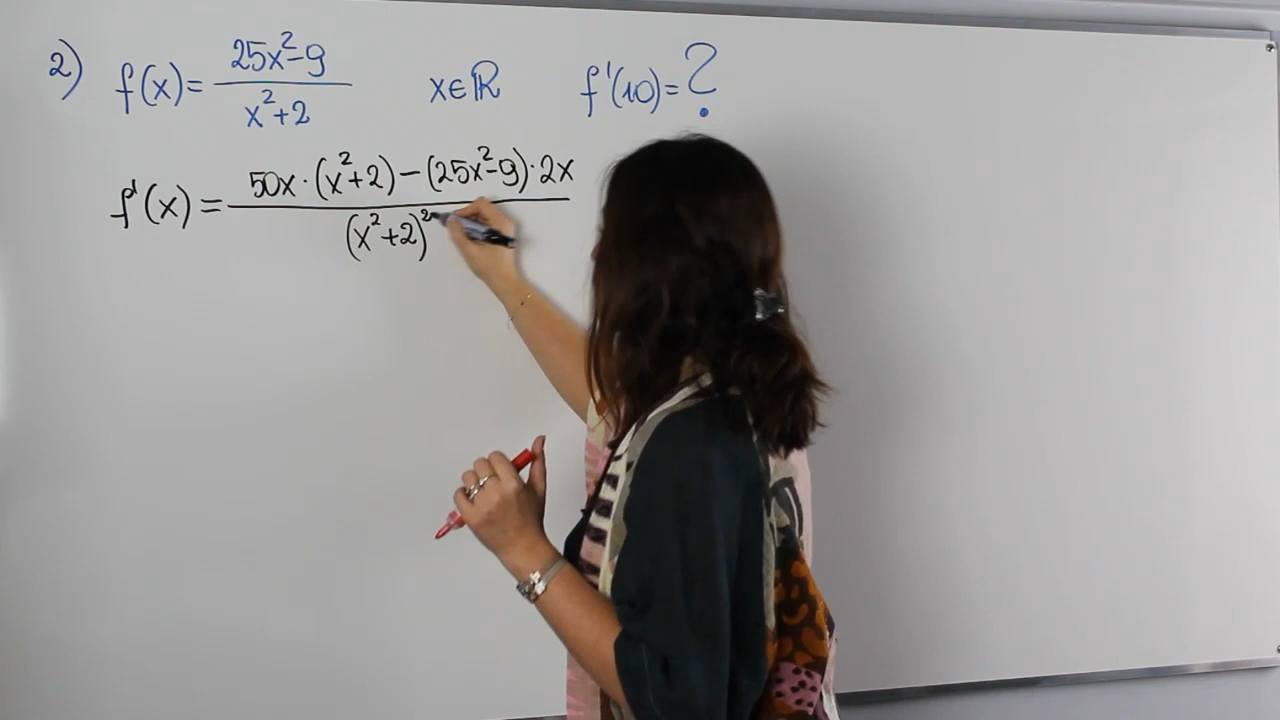 2) f(x)= (25x²-9)/(x²+2) x∈ℝ f'(10)=?
f'(x)= (50x·(x²+2)-(25x²-9)·2x)/(x²+2)²